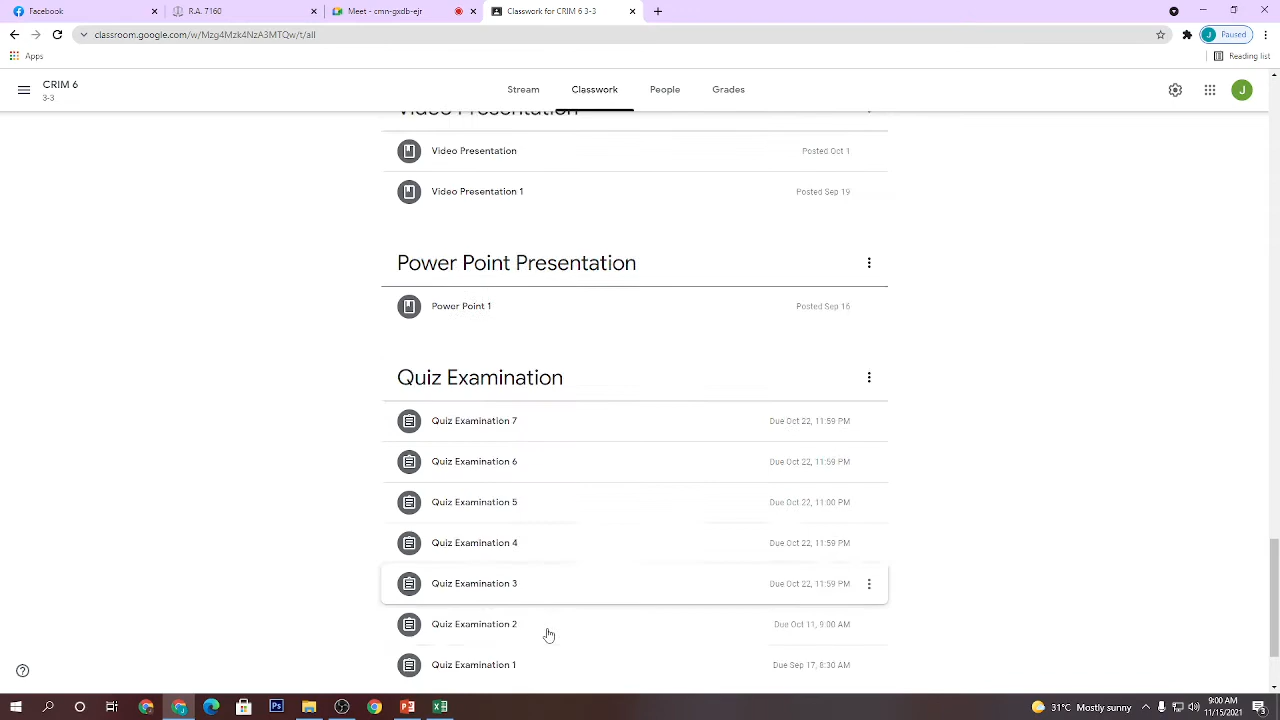 Facebook
R.A. 7160
Meet - cmn-gxdb-ejr
Classwork for CRIM 6 3-3
classroom.google.com/w/Mzg4Mzk4NzA3MTQw/t/all
J Paused
Apps
Reading list
CRIM 6
3-3
Stream
Classwork
People
Grades
J
Video Presentation
Video Presentation Posted Oct 1
Video Presentation 1 Posted Sep 19
Power Point Presentation
Power Point 1 Posted Sep 16
Quiz Examination
Quiz Examination 7 Due Oct 22, 11:59 PM
Quiz Examination 6 Due Oct 22, 11:59 PM
Quiz Examination 5 Due Oct 22, 11:00 PM
Quiz Examination 4 Due Oct 22, 11:59 PM
Quiz Examination 3 Due Oct 22, 11:59 PM
Quiz Examination 2 Due Oct 11, 9:00 AM
Quiz Examination 1 Due Sep 17, 8:30 AM
31°C Mostly sunny
9:00 AM
11/15/2021